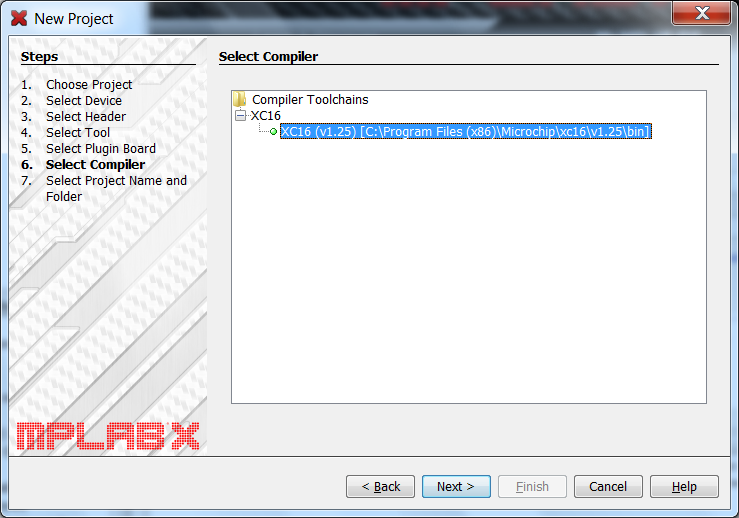 New Project
Steps
1. Choose Project
2. Select Device
3. Select Header
4. Select Tool
5. Select Plugin Board
6. Select Compiler
7. Select Project Name and
Folder
MPLAB X
Select Compiler
Compiler Toolchains
XC16
XC16 (v1.25) [C:\Program Files (x86)\Microchip\xc16\v1.25\bin]
< Back
Next >
Finish
Cancel
Help